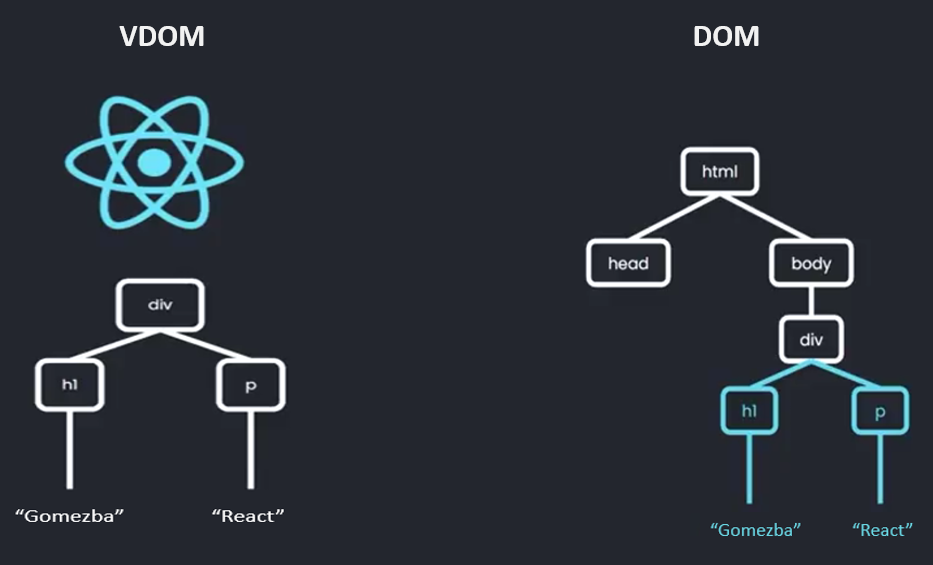 VDOM
div
h1
p
“Gomezba”
“React”
DOM
html
head
body
div
h1
p
“Gomezba”
“React”